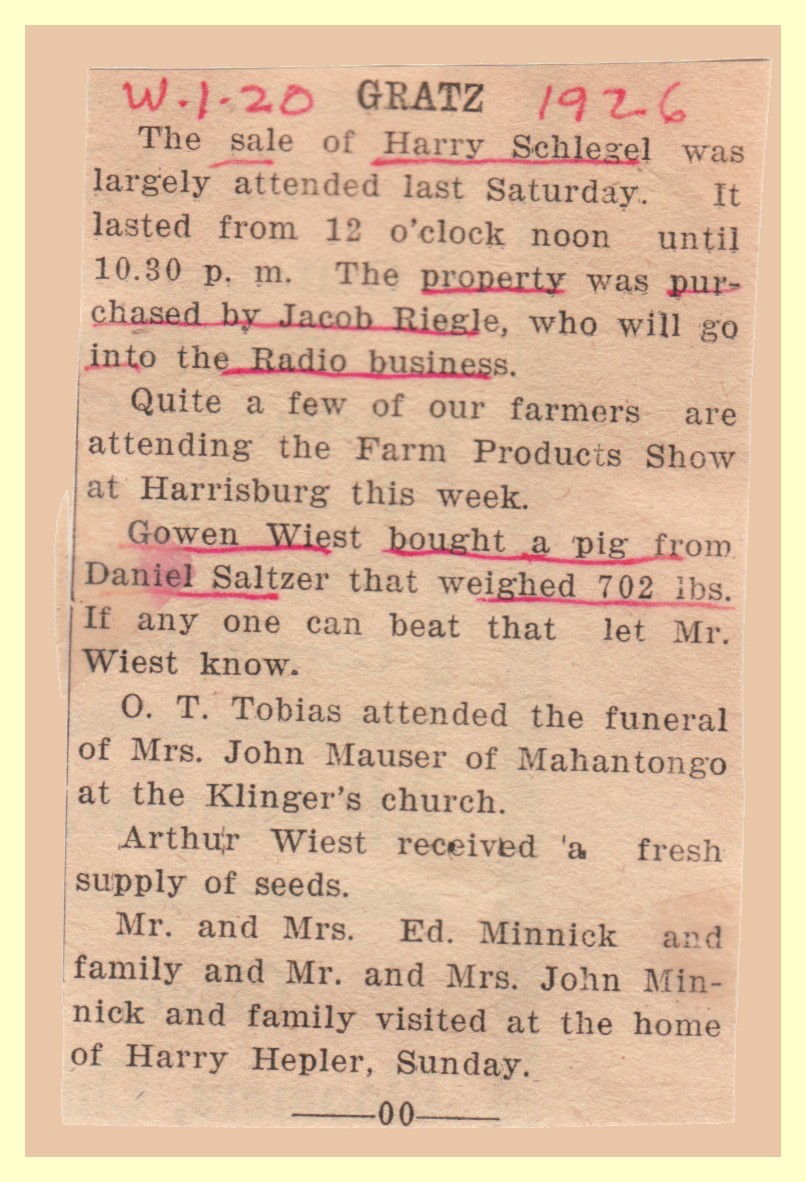 W.1.20 GRATZ 1926
The sale of Harry Schlegel was
largely attended last Saturday. It
lasted from 12 o'clock noon until
10.30 p. m. The property was pur-
chased by Jacob Riegle, who will go
into the Radio business.
Quite a few of our farmers are
attending the Farm Products Show
at Harrisburg this week.
Gowen Wiest bought a pig from
Daniel Saltzer that weighed 702 lbs.
If any one can beat that let Mr.
Wiest know.
O. T. Tobias attended the funeral
of Mrs. John Mauser of Mahantongo
at the Klinger's church.
Arthur Wiest received a fresh
supply of seeds.
Mr. and Mrs. Ed. Minnick and
family and Mr. and Mrs. John Min-
nick and family visited at the home
of Harry Hepler, Sunday.
——00——